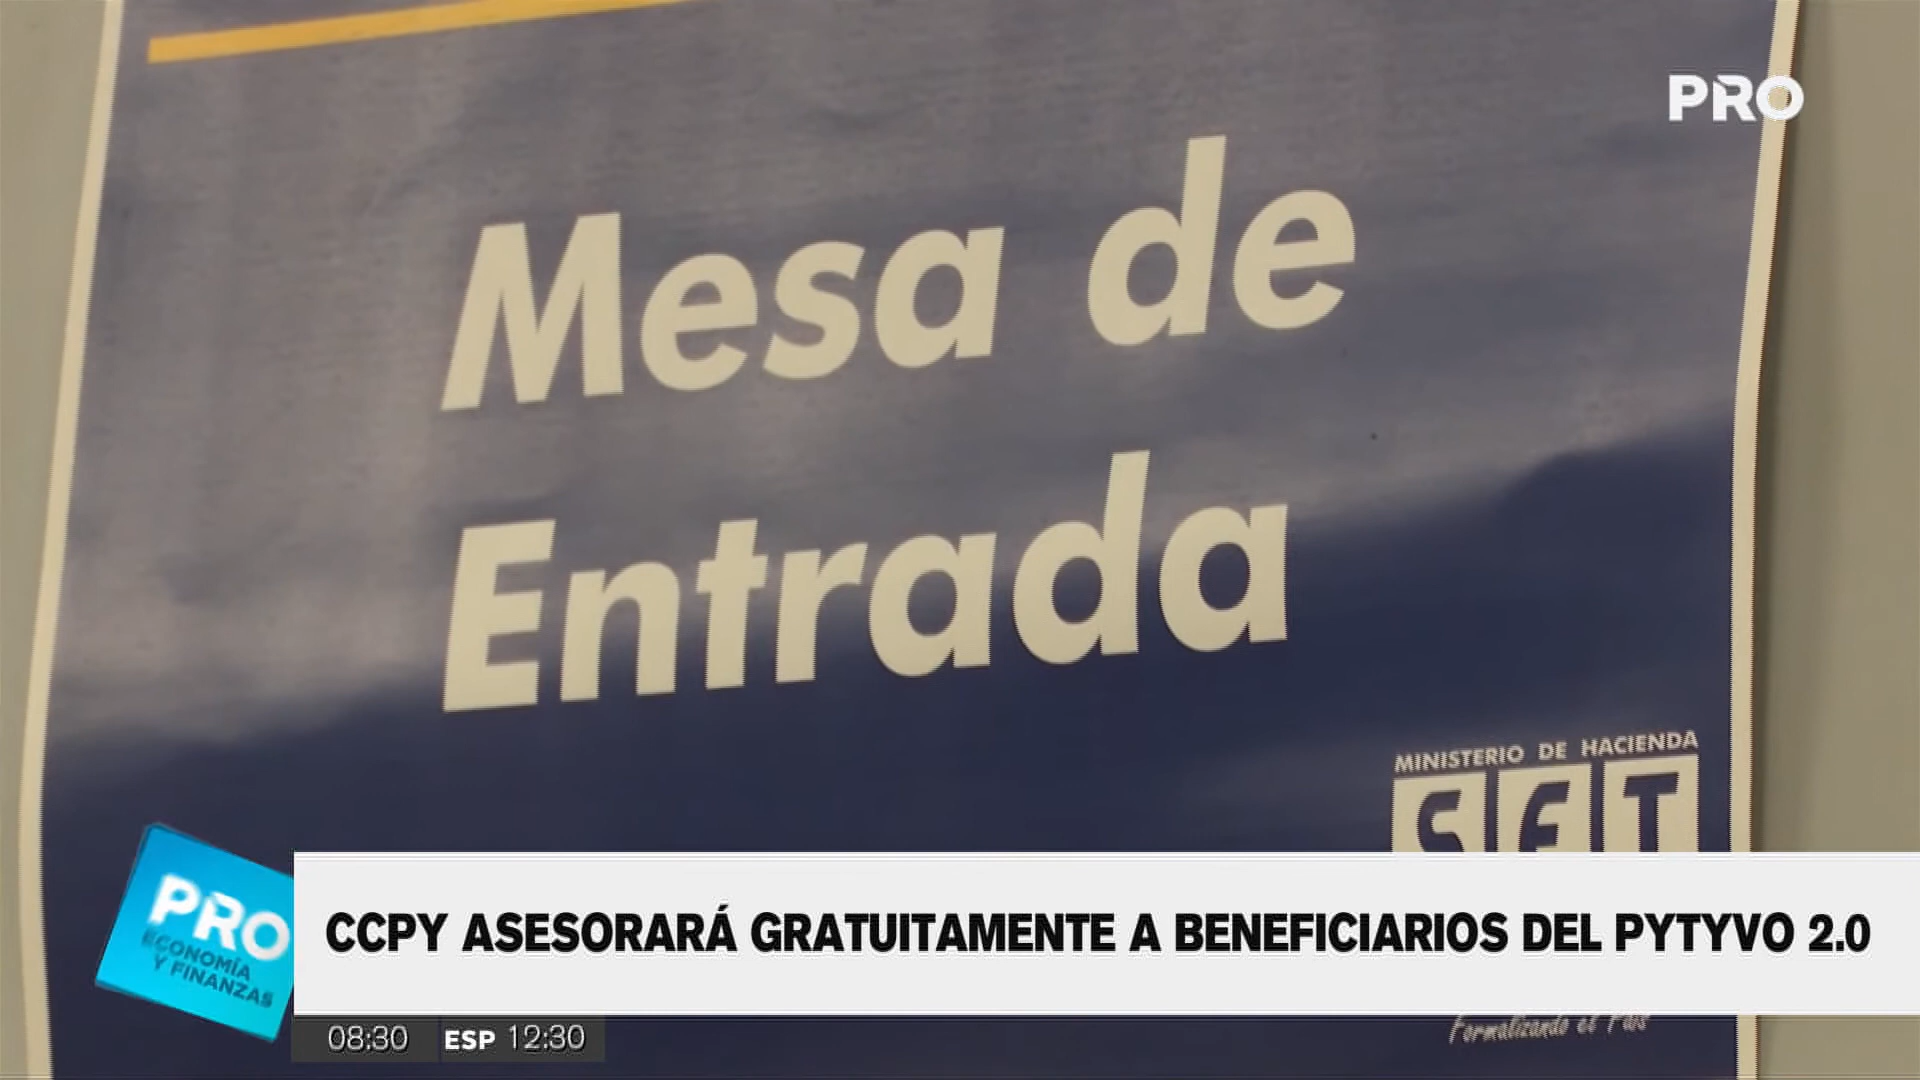 PRO
Mesa de
Entrada
MINISTERIO DE HACIENDA
SET
PRO
ECONOMÍA
Y FINANZAS
CCPY ASESORARÁ GRATUITAMENTE A BENEFICIARIOS DEL PYTYVO 2.0
Formalizando el País
08:30 ESP 12:30